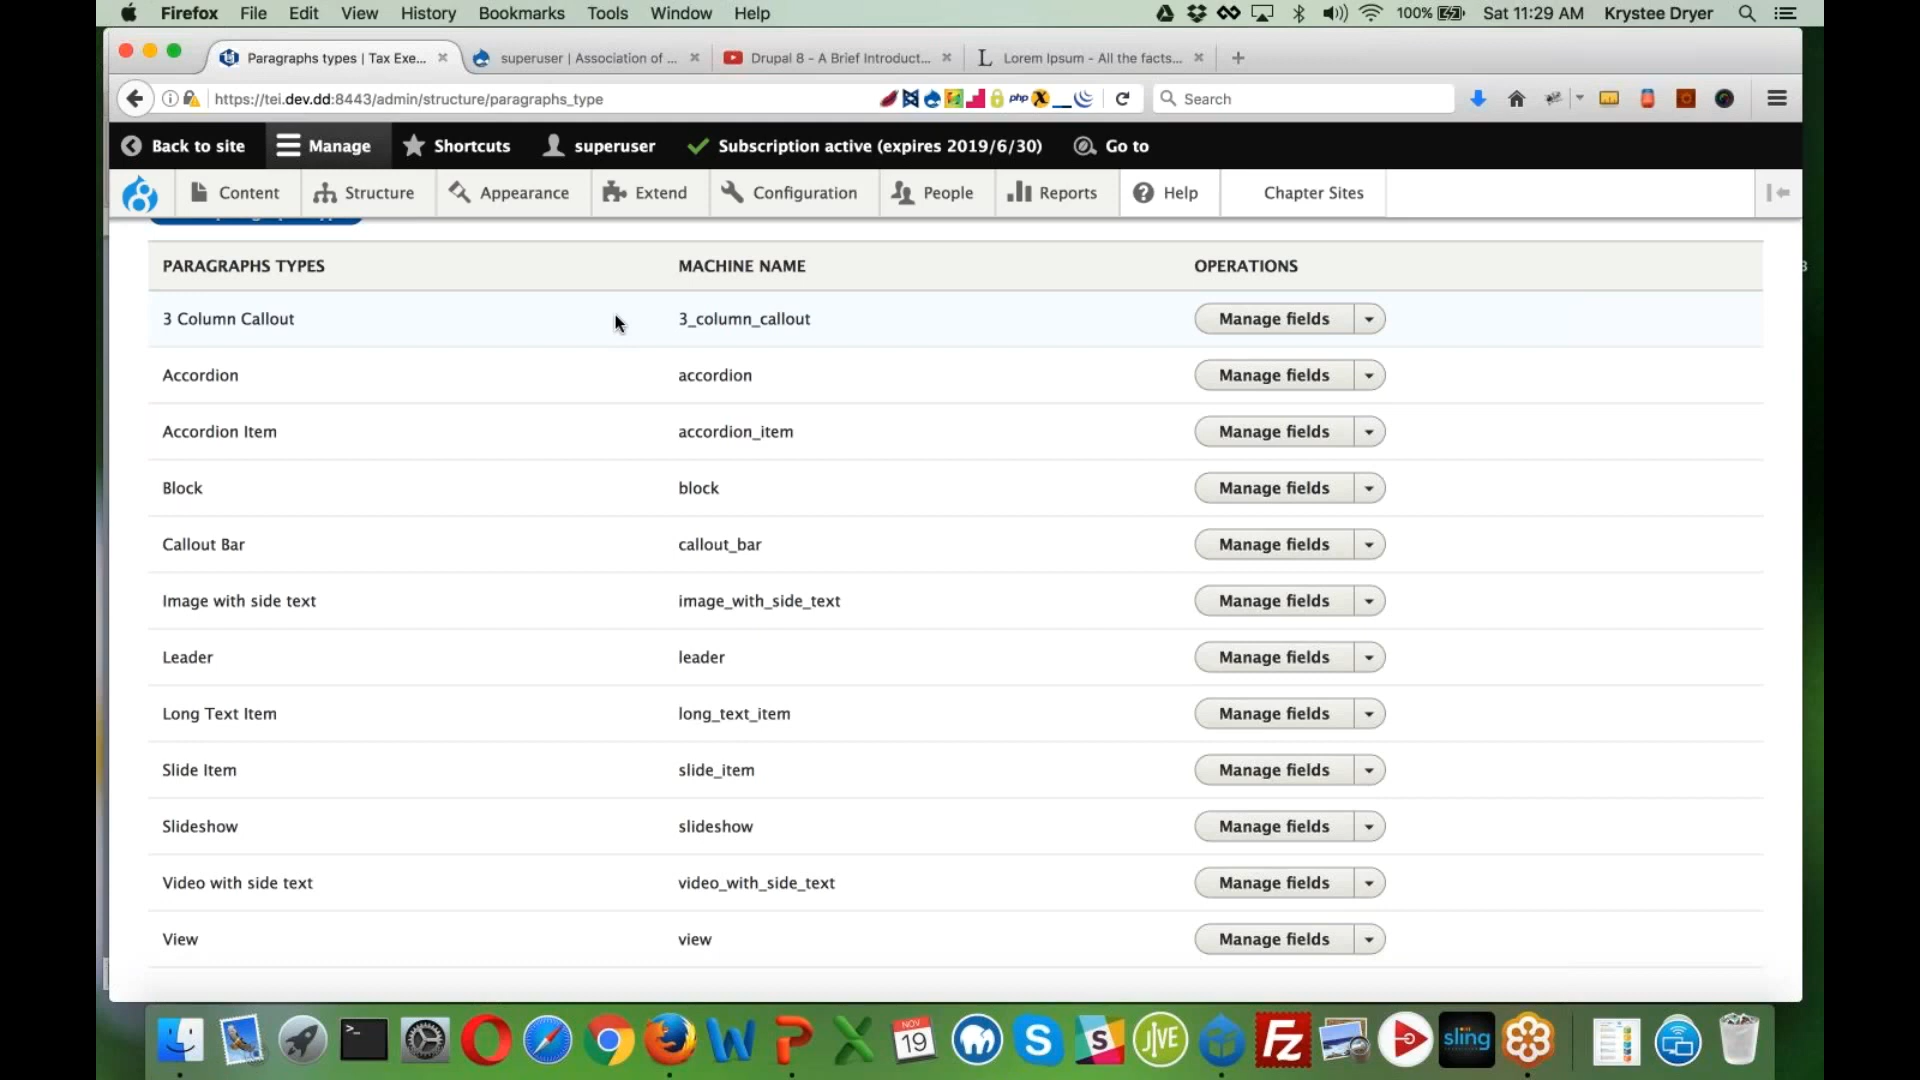 Firefox File Edit View History Bookmarks Tools Window Help 100% Sat 11:29 AM Krystee Dryer
Paragraphs types | Tax Exe... superuser | Association of ... Drupal 8 - A Brief Introduct... L Lorem Ipsum - All the facts...
https://tei.dev.dd:8443/admin/structure/paragraphs_type php Search
Back to site Manage Shortcuts superuser Subscription active (expires 2019/6/30) Go to
Content Structure Appearance Extend Configuration People Reports Help Chapter Sites
PARAGRAPHS TYPES MACHINE NAME OPERATIONS
3 Column Callout 3_column_callout Manage fields
Accordion accordion Manage fields
Accordion Item accordion_item Manage fields
Block block Manage fields
Callout Bar callout_bar Manage fields
Image with side text image_with_side_text Manage fields
Leader leader Manage fields
Long Text Item long_text_item Manage fields
Slide Item slide_item Manage fields
Slideshow slideshow Manage fields
Video with side text video_with_side_text Manage fields
View view Manage fields
NOV
19 JIVE sling